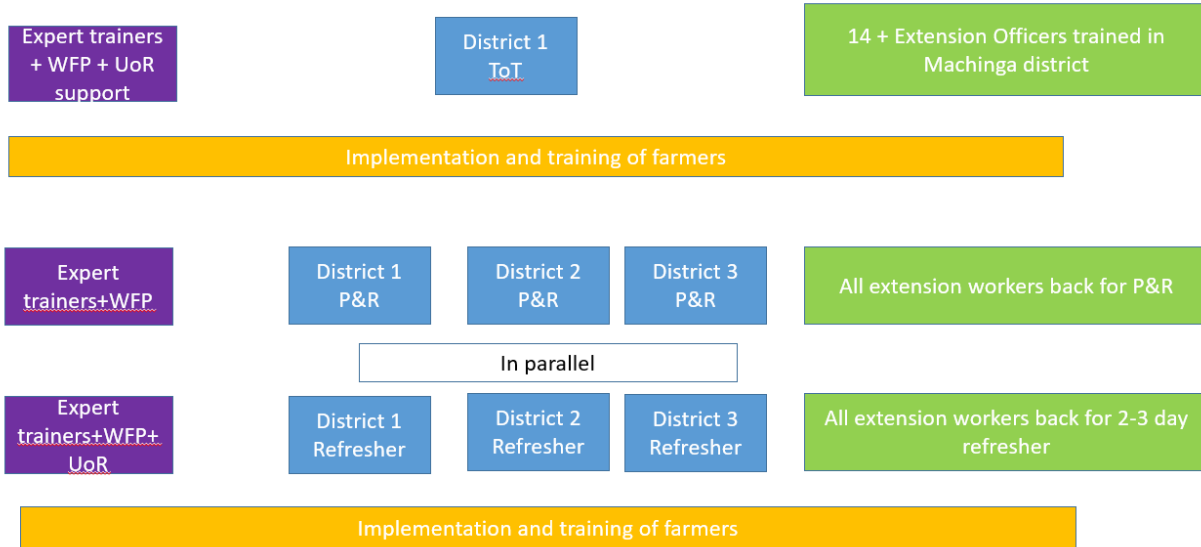 Expert trainers
+ WFP + UoR
support
District 1
ToT
14 + Extension Officers trained in
Machinga district
Implementation and training of farmers
Expert
trainers+WFP
District 1
P&R
District 2
P&R
District 3
P&R
All extension workers back for P&R
In parallel
Expert
trainers+WFP+
UoR
District 1
Refresher
District 2
Refresher
District 3
Refresher
All extension workers back for 2-3 day
refresher
Implementation and training of farmers